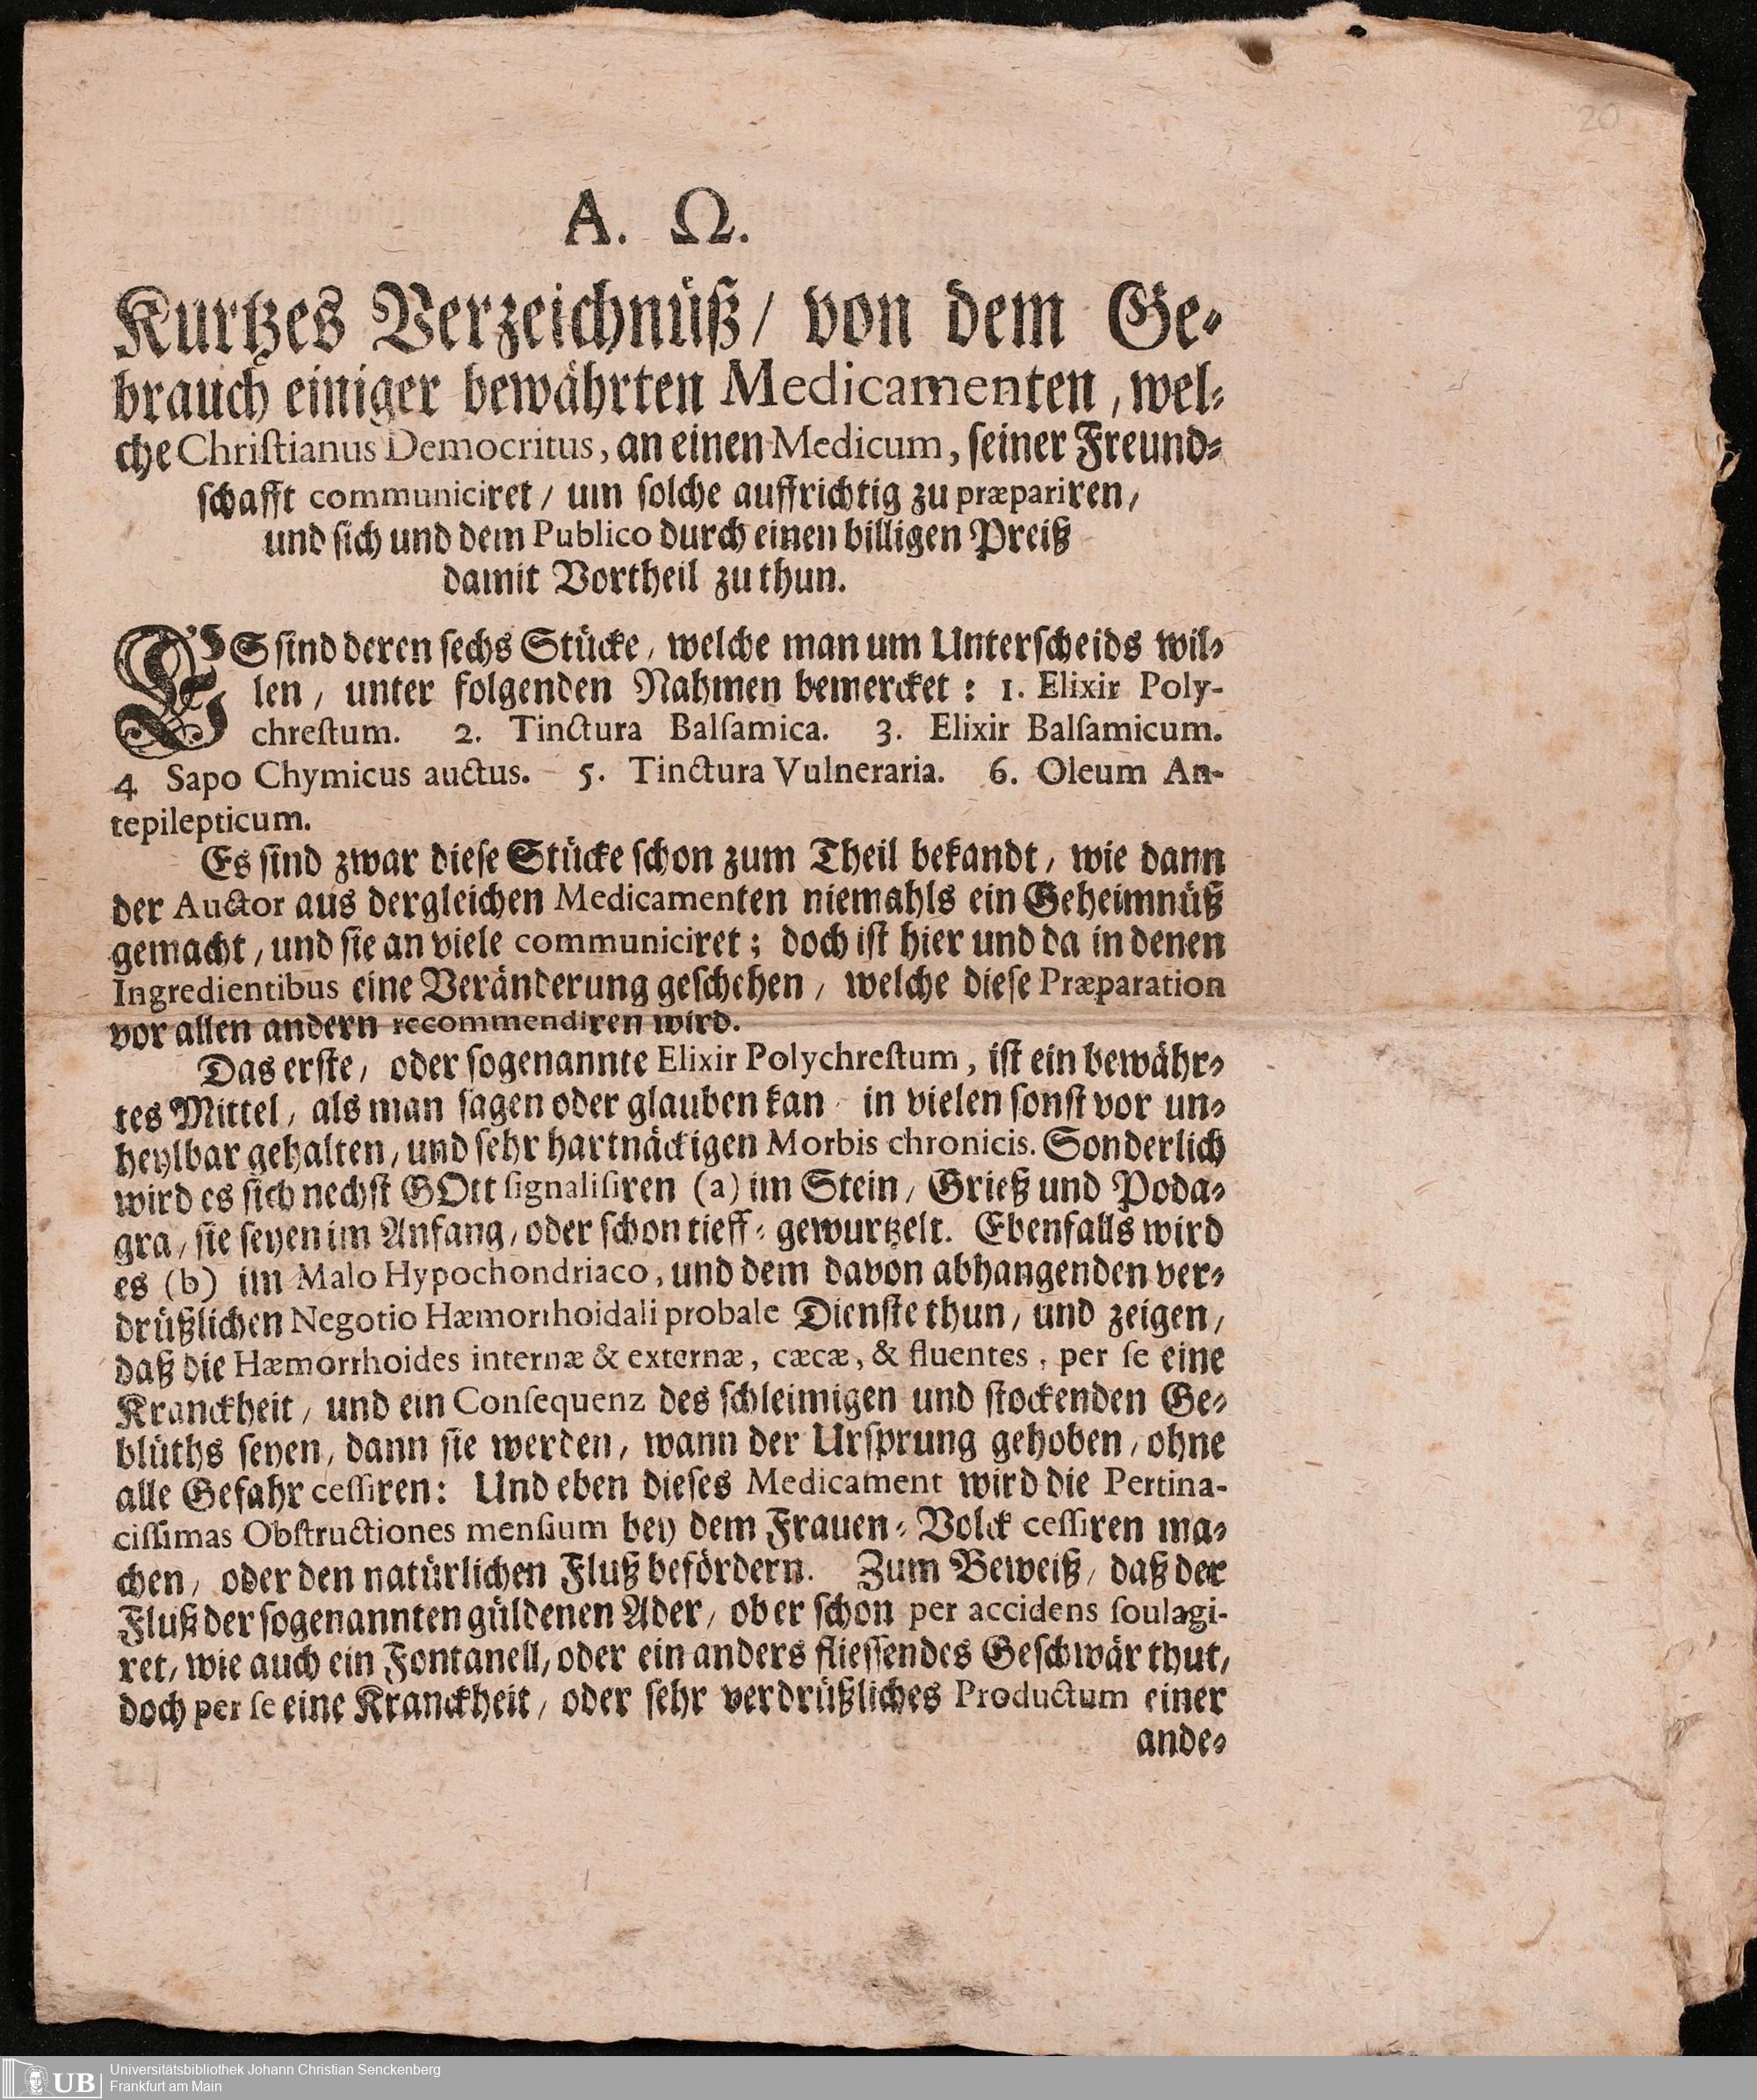 20
A. Ω.
Kurtzes Verzeichnüß/ von dem Ge-
brauch einiger bewährten Medicamenten, wel-
che Chriſtianus Democritus, an einen Medicum, ſeiner Freund-
ſchafft communiciret/ um ſolche auffrichtig zu præpariren/
und ſich und dem Publico durch einen billigen Preiß
damit Vortheil zu thun.
ES ſind deren ſechs Stücke/ welche man um Unterſcheids wil-
len/ unter folgenden Nahmen bemercket: 1. Elixir Poly-
chreſtum. 2. Tinctura Balſamica. 3. Elixir Balſamicum.
4 Sapo Chymicus auctus. 5. Tinctura Vulneraria. 6. Oleum An-
tepilepticum.
Es ſind zwar dieſe Stücke ſchon zum Theil bekandt/ wie dann
der Auctor aus dergleichen Medicamenten niemahls ein Geheimnüß
gemacht/ und ſie an viele communiciret; doch iſt hier und da in denen
Ingredientibus eine Veränderung geſchehen/ welche dieſe Præparation
vor allen andern recommendiren wird.
Das erſte/ oder ſogenannte Elixir Polychreſtum, iſt ein bewähr-
tes Mittel/ als man ſagen oder glauben kan in vielen ſonſt vor un-
heylbar gehalten/ und ſehr hartnäckigen Morbis chronicis. Sonderlich
wird es ſich nechſt GOtt ſignaliſiren (a) im Stein/ Grieß und Poda-
gra/ ſie ſeyen im Anfang/ oder ſchon tieff-gewurtzelt. Ebenfalls wird
es (b) im Malo Hypochondriaco, und dem davon abhangenden ver-
drüßlichen Negotio Hæmorrhoidali probale Dienſte thun/ und zeigen/
daß die Hæmorrhoides internæ & externæ, cæcæ, & fluentes, per ſe eine
Kranckheit/ und ein Conſequenz des ſchleimigen und ſtockenden Ge-
blüths ſeyen/ dann ſie werden/ wann der Urſprung gehoben/ ohne
alle Gefahr ceſſiren: Und eben dieſes Medicament wird die Pertina-
ciſſimas Obſtructiones menſium bey dem Frauen-Volck ceſſiren ma-
chen/ oder den natürlichen Fluß befördern. Zum Beweiß/ daß der
Fluß der ſogenannten güldenen Ader/ ob er ſchon per accidens ſoulagi-
ret/ wie auch ein Fontanell/ oder ein anders flieſſendes Geſchwär thut/
doch per ſe eine Kranckheit/ oder ſehr verdrüßliches Productum einer
ande-
UB
Universitätsbibliothek Johann Christian Senckenberg
Frankfurt am Main